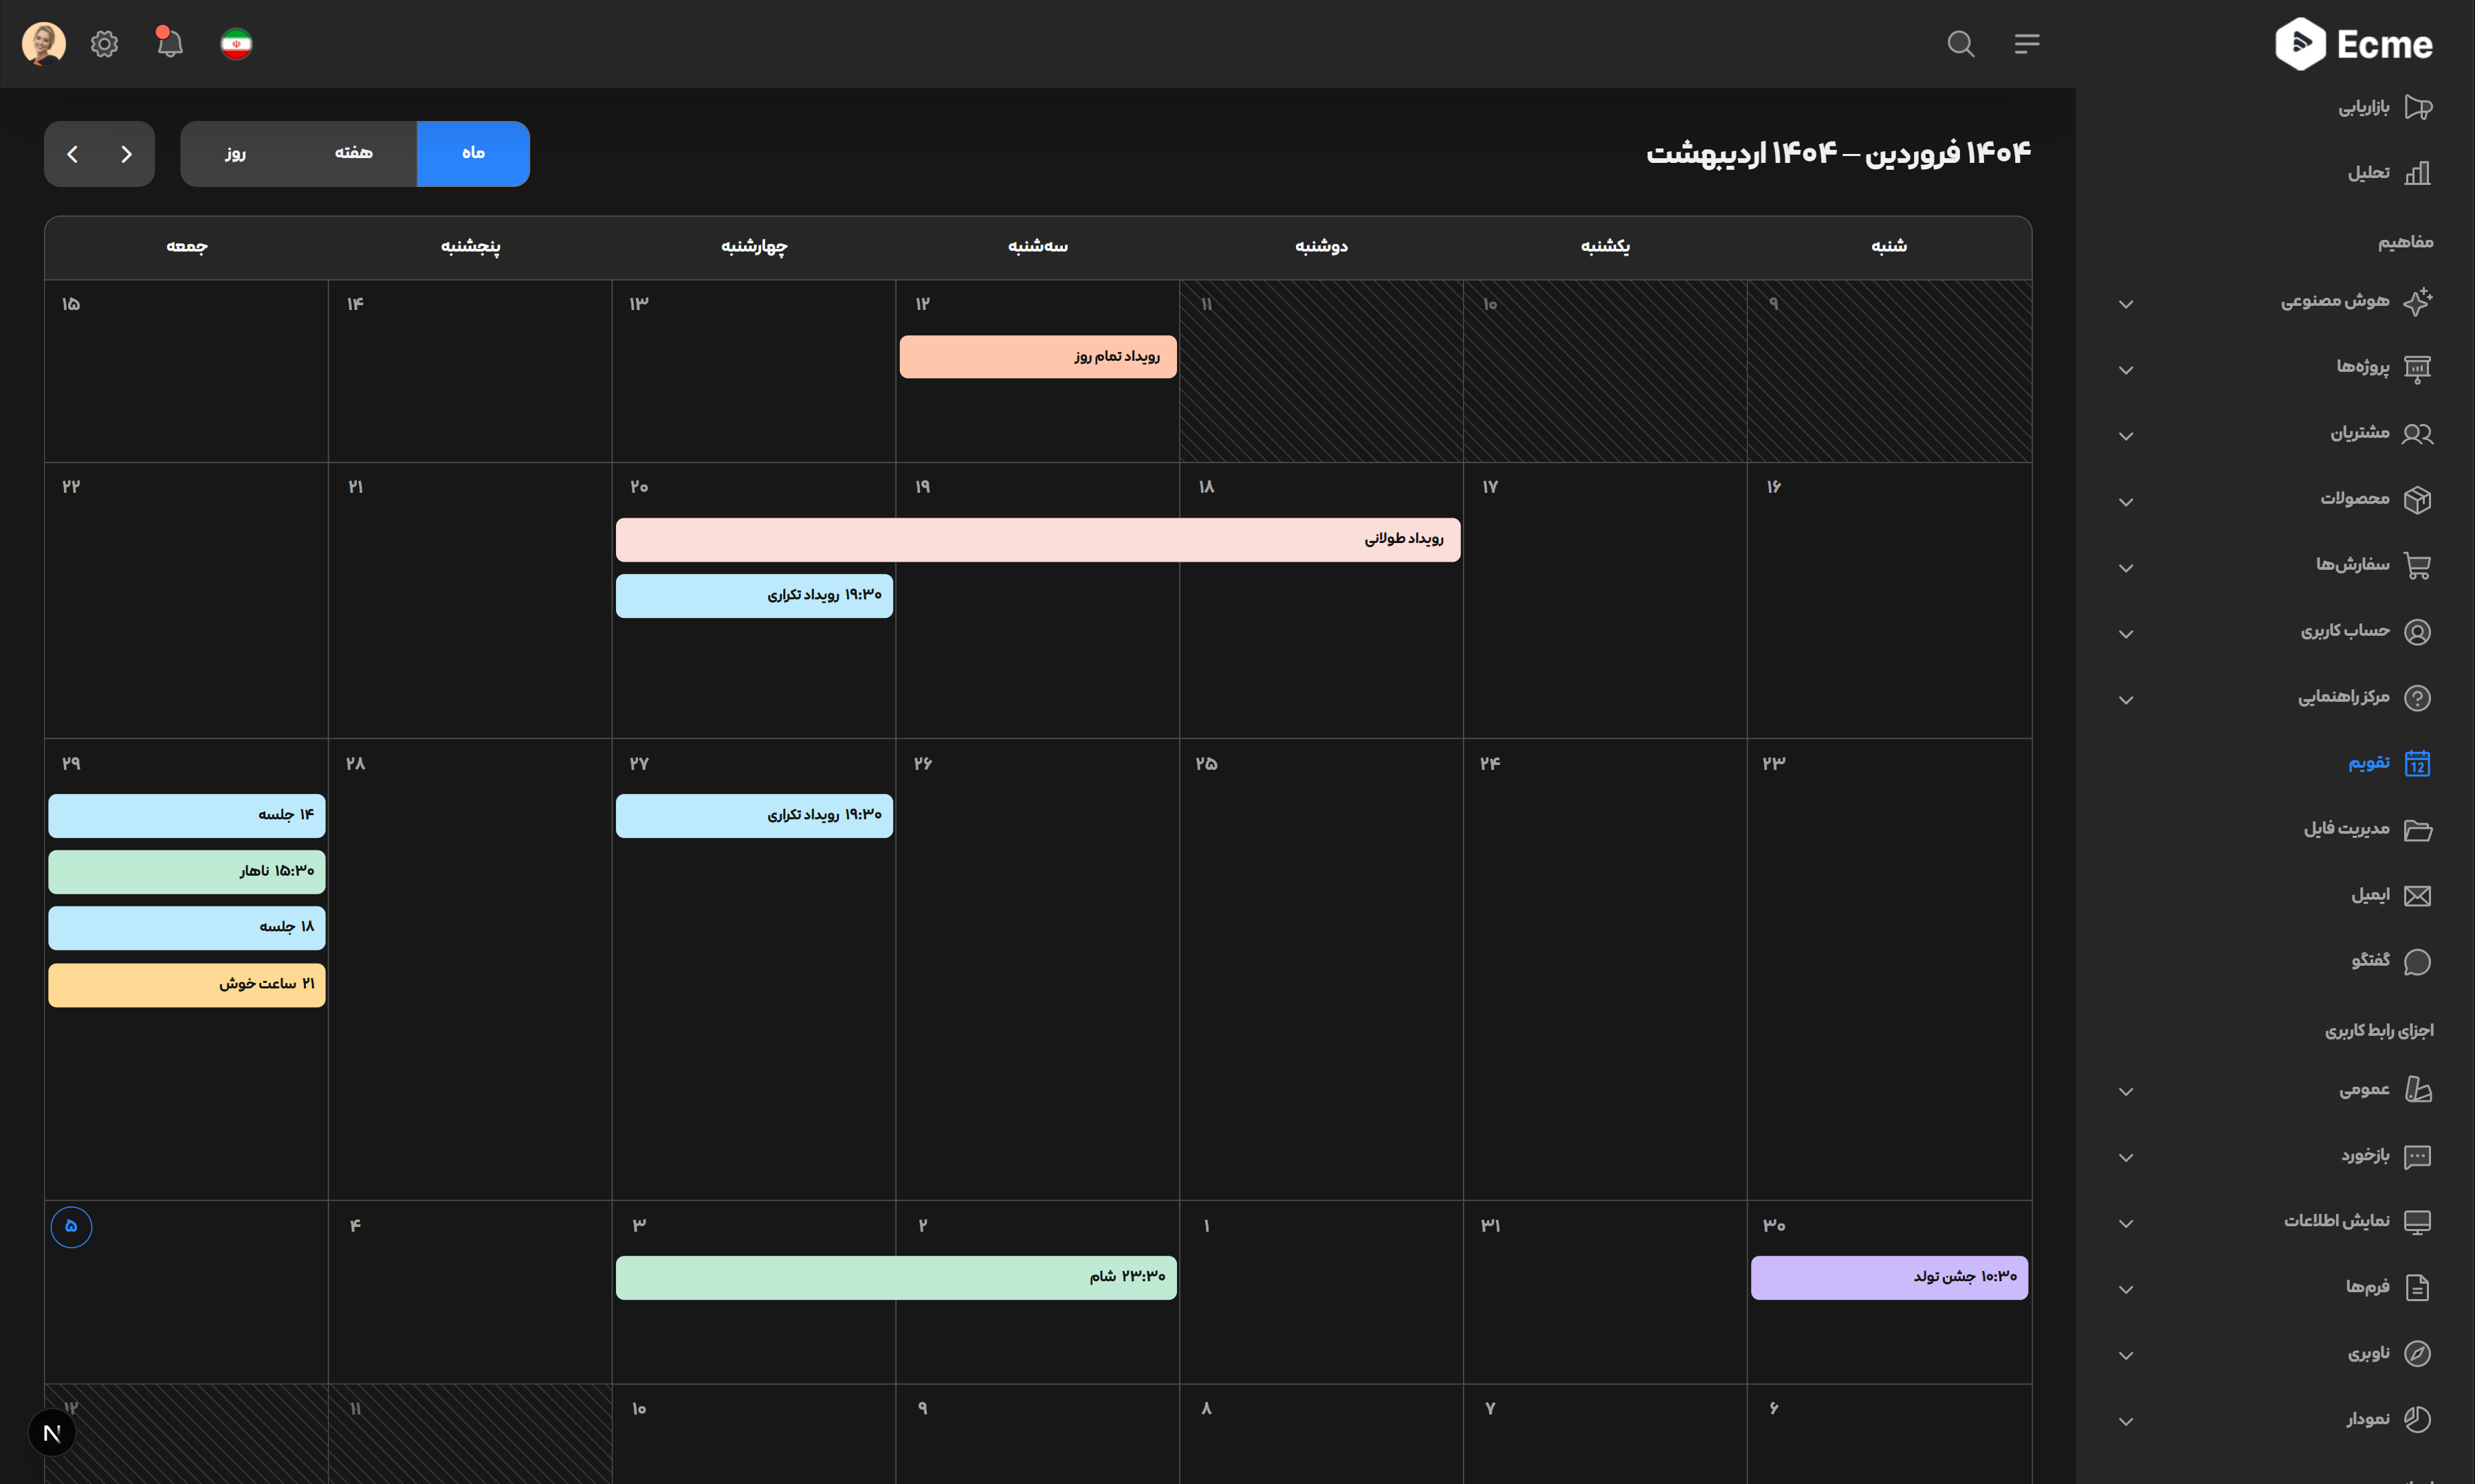 Ecme
بازاریابی
تحلیل
مفاهیم
هوش مصنوعی
پروژه‌ها
مشتریان
محصولات
سفارش‌ها
حساب کاربری
مرکز راهنمایی
12 تقویم
مدیریت فایل
ایمیل
گفتگو
اجزای رابط کاربری
عمومی
بازخورد
نمایش اطلاعات
فرم‌ها
ناوبری
نمودار
۱۴۰۴ فروردین – ۱۴۰۴ اردیبهشت
ماه هفته روز
شنبه یکشنبه دوشنبه سه‌شنبه چهارشنبه پنجشنبه جمعه
۹ ۱۰ ۱۱ ۱۲ ۱۳ ۱۴ ۱۵
رویداد تمام روز
۱۶ ۱۷ ۱۸ ۱۹ ۲۰ ۲۱ ۲۲
رویداد طولانی
۱۹:۳۰ رویداد تکراری
۲۳ ۲۴ ۲۵ ۲۶ ۲۷ ۲۸ ۲۹
۱۹:۳۰ رویداد تکراری
۱۴ جلسه
۱۵:۳۰ ناهار
۱۸ جلسه
۲۱ ساعت خوش
۳۰ ۳۱ ۱ ۲ ۳ ۴ ۵
۱۰:۳۰ جشن تولد
۲۳:۳۰ شام
۶ ۷ ۸ ۹ ۱۰ ۱۱ ۱۲
N